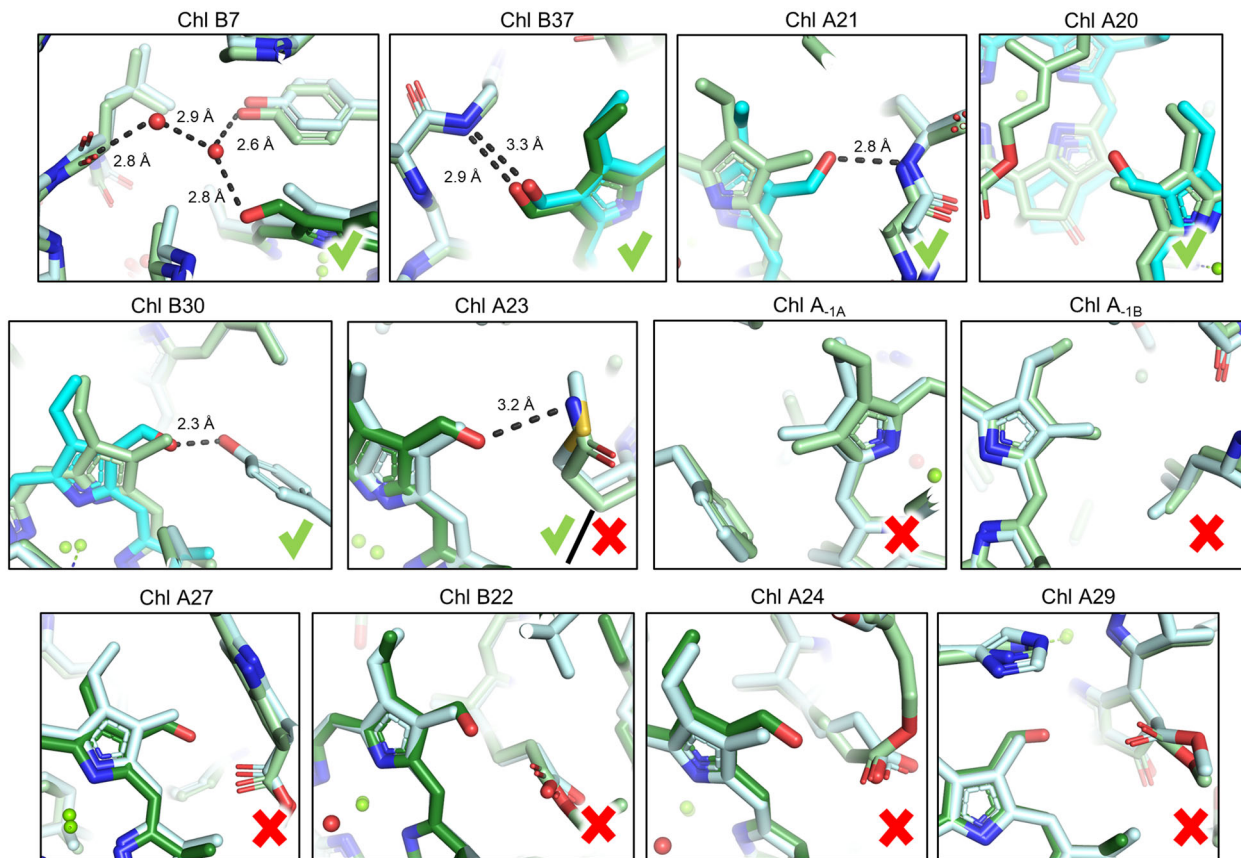 Chl B7
Chl B37
Chl A21
Chl A20
2.9 Å
2.8 Å
2.6 Å
2.8 Å
3.3 Å
2.9 Å
2.8 Å
Chl B30
Chl A23
Chl A-1A
Chl A-1B
2.3 Å
3.2 Å
Chl A27
Chl B22
Chl A24
Chl A29